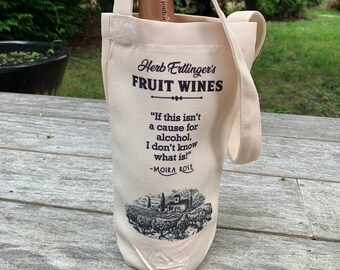 Herb Ertlinger's
FRUIT WINES
"If this isn't
a cause for
alcohol,
I don't know
what is!"
-MOIRA ROSE